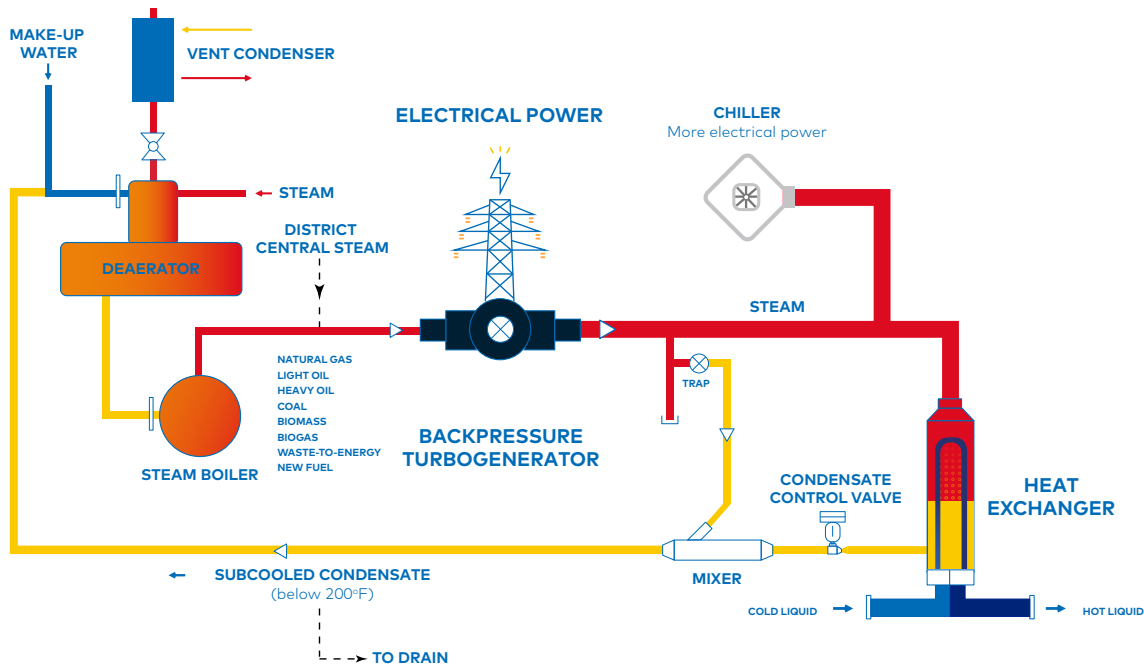 MAKE-UP
WATER
VENT CONDENSER
ELECTRICAL POWER
CHILLER
More electrical power
STEAM
DISTRICT
CENTRAL STEAM
DEAERATOR
STEAM
NATURAL GAS
LIGHT OIL
HEAVY OIL
COAL
BIOMASS
BIOGAS
WASTE-TO-ENERGY
NEW FUEL
TRAP
STEAM BOILER
BACKPRESSURE
TURBOGENERATOR
CONDENSATE
CONTROL VALVE
HEAT
EXCHANGER
MIXER
SUBCOOLED CONDENSATE
(below 200°F)
COLD LIQUID
HOT LIQUID
TO DRAIN